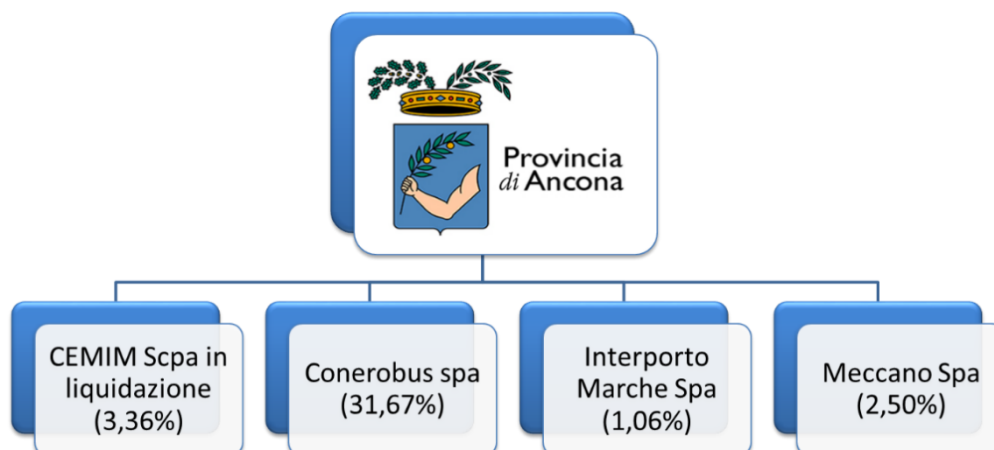 Provincia
di Ancona
CEMIM Scpa in
liquidazione
(3,36%)
Conerobus spa
(31,67%)
Interporto
Marche Spa
(1,06%)
Meccano Spa
(2,50%)